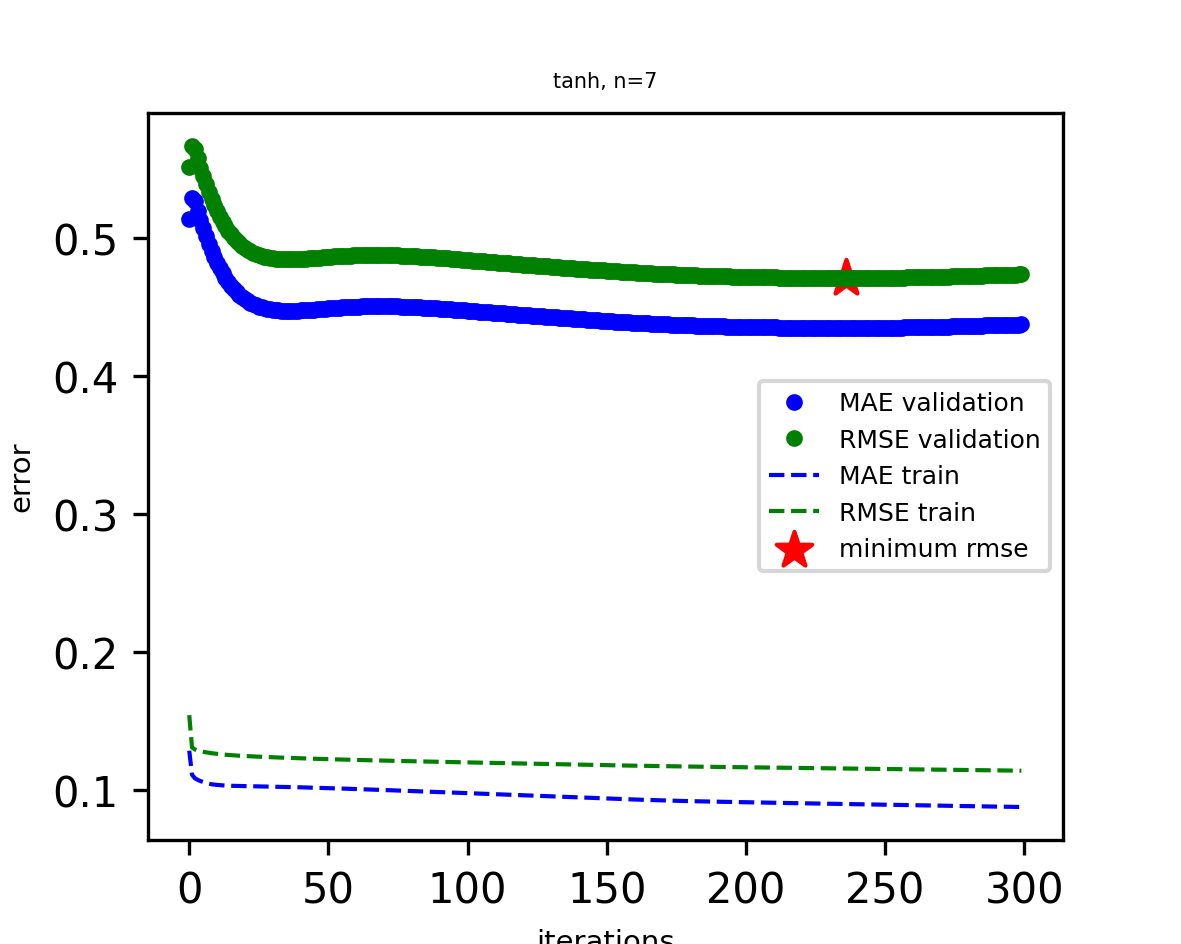 tanh, n=7
error
0.5
0.4
0.3
0.2
0.1
MAE validation
RMSE validation
MAE train
RMSE train
minimum rmse
0 50 100 150 200 250 300
iterations